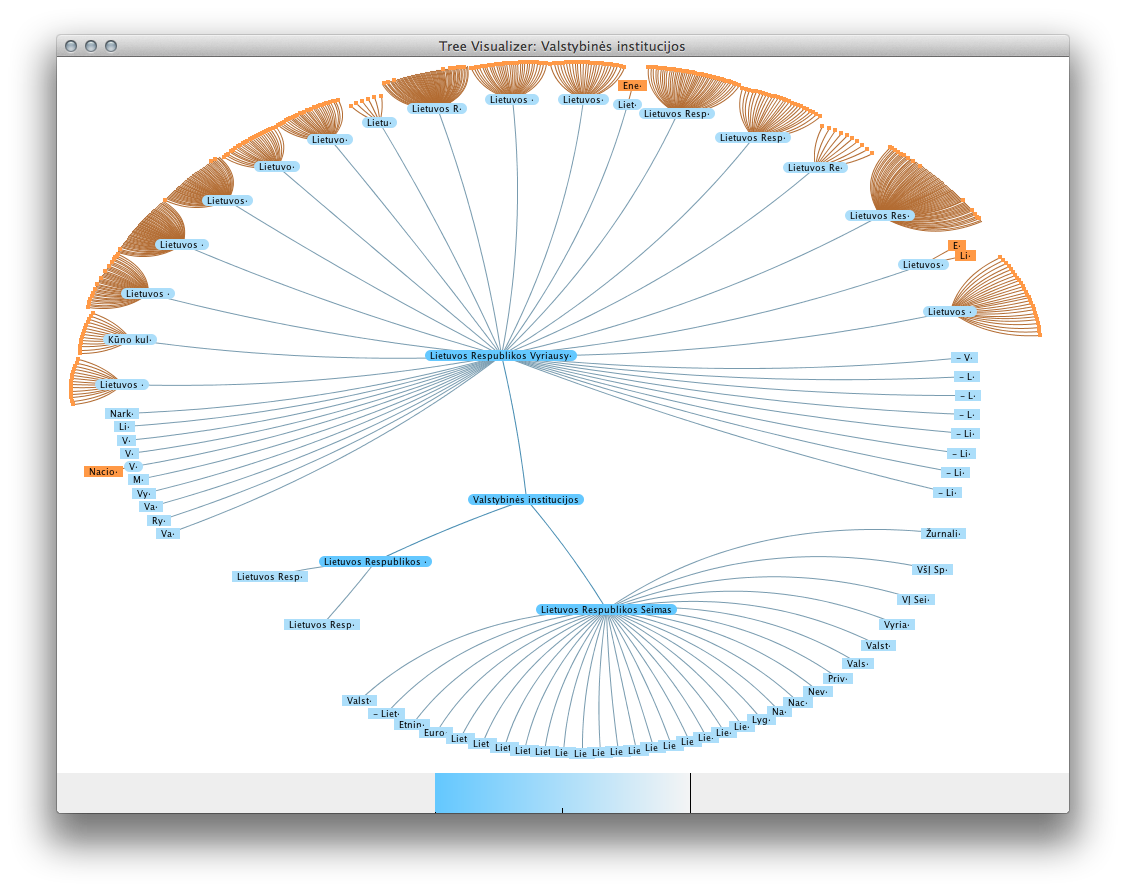 Tree Visualizer: Valstybinės institucijos
Ene·
Lietuvos ·
Lietuvos·
Liet·
Lietuvos R·
Lietuvos Resp·
Lietu·
Lietuvo·
Lietuvos Resp·
Lietuvo·
Lietuvos Re·
Lietuvos·
Lietuvos Res·
Lietuvos ·
E·
Li·
Lietuvos·
Lietuvos ·
Lietuvos ·
Kūno kul·
Lietuvos Respublikos Vyriausy·
– V·
– L·
Lietuvos ·
– L·
Nark·
– L·
Li·
– Li·
V·
V·
– Li·
V·
Nacio·
– Li·
M·
Vy·
– Li·
Valstybinės institucijos
Va·
Ry·
Va·
Žurnali·
Lietuvos Respublikos ·
VšĮ Sp·
Lietuvos Resp·
VĮ Sei·
Lietuvos Respublikos Seimas
Lietuvos Resp·
Vyria·
Valst·
Vals·
Priv·
Nev·
Valst·
Nac·
– Liet·
Na·
Etnin·
Lyg·
Euro·
Lie·
Lie·
Liet
Lie·
Liet
Lie·
Liet
Lie
Liet
Lie
Liet
Lie
Lie
Lie
Lie
Lie
Lie